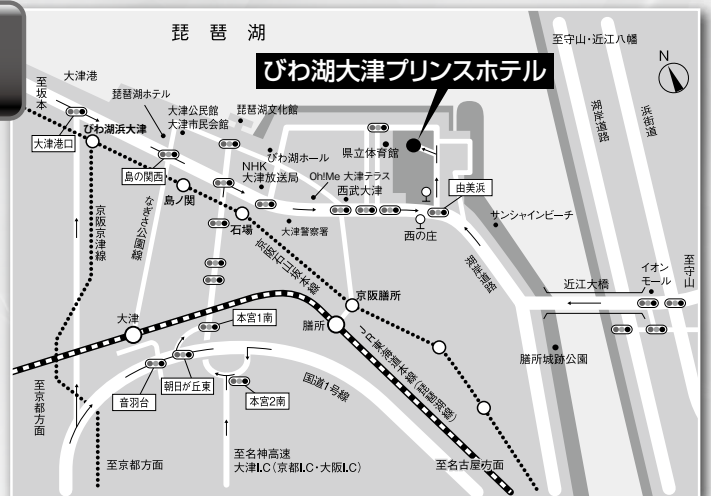 琵琶湖
びわ湖大津プリンスホテル
至守山・近江八幡
N
湖岸道路
浜街道
至坂本
大津港
琵琶湖ホテル
大津公民館
大津市民会館
琵琶湖文化館
大津港口
びわ湖浜大津
びわ湖ホール
県立体育館
NHK
大津放送局
Oh!Me 大津テラス
西武大津
島の関西
島ノ関
由美浜
石場
大津警察署
西の庄
サンシャインビーチ
京阪京津線
なぎさ公園線
京阪石山坂本線
湖岸道路
近江大橋
イオン
モール
至守山
京阪膳所
大津
本宮1南
膳所
膳所城跡公園
JR東海道本線(琵琶湖線)
朝日が丘東
音羽台
本宮2南
国道1号線
至京都方面
至京都方面
至名神高速
大津I.C(京都I.C・大阪I.C)
至名古屋方面